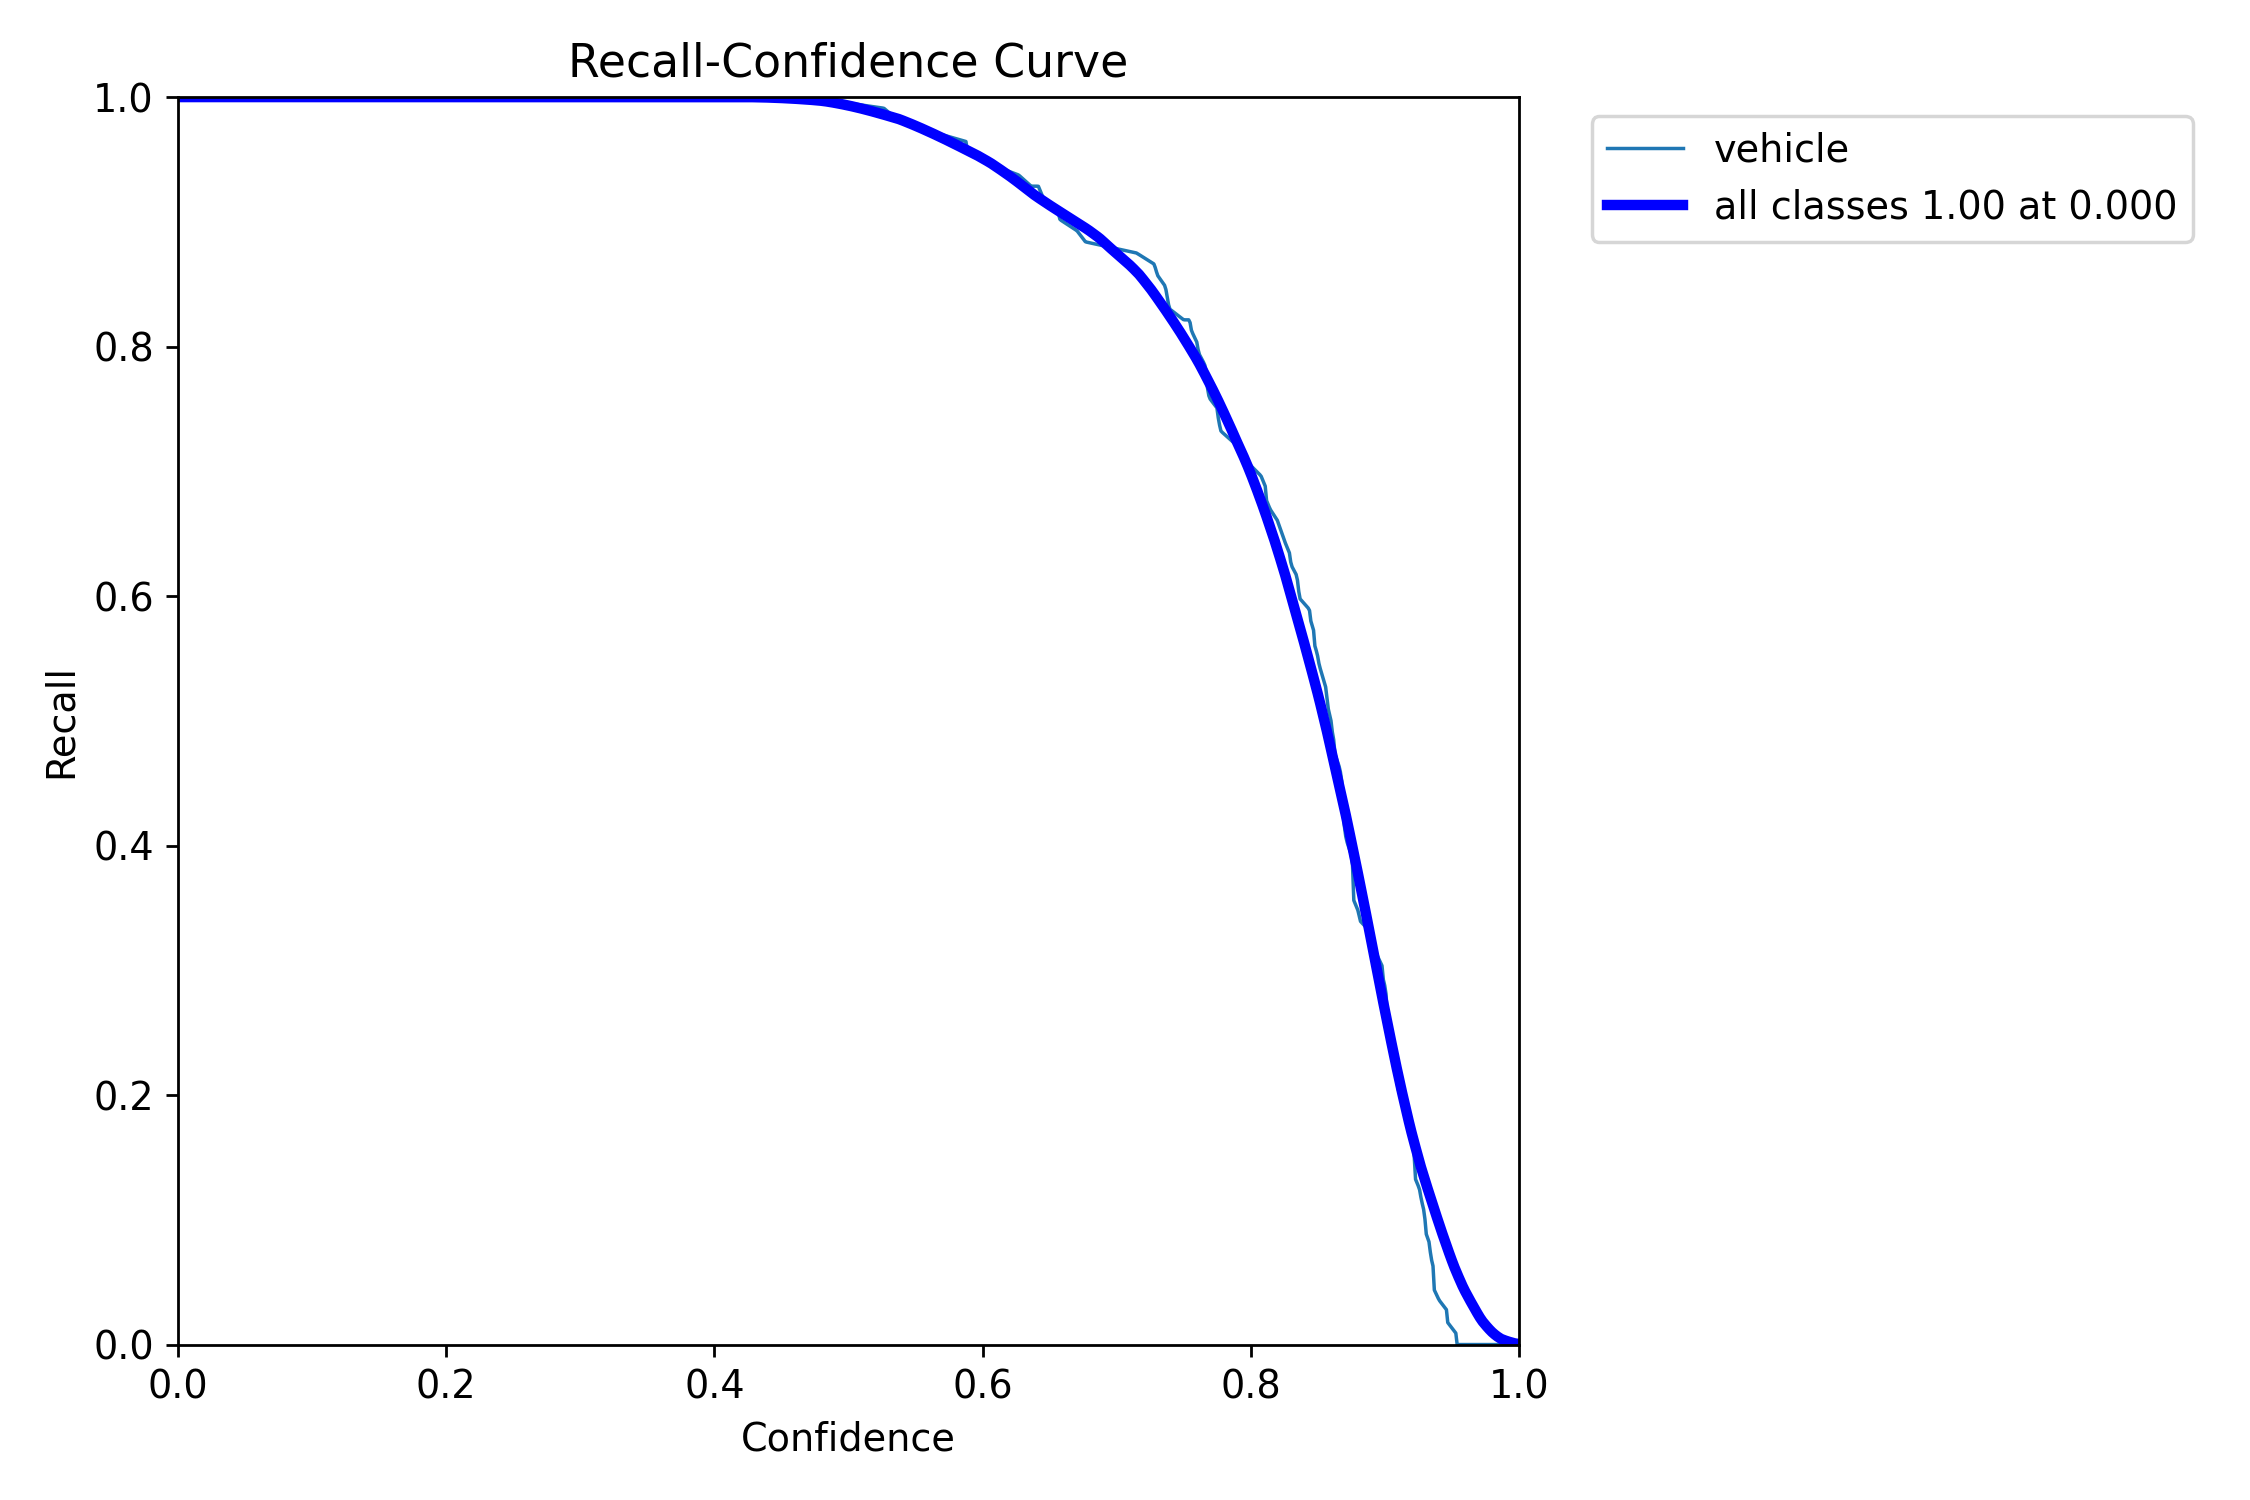 Recall-Confidence Curve
1.0
0.8
0.6
0.4
0.2
0.0
Recall
0.0 0.2 0.4 0.6 0.8 1.0
Confidence
vehicle
all classes 1.00 at 0.000